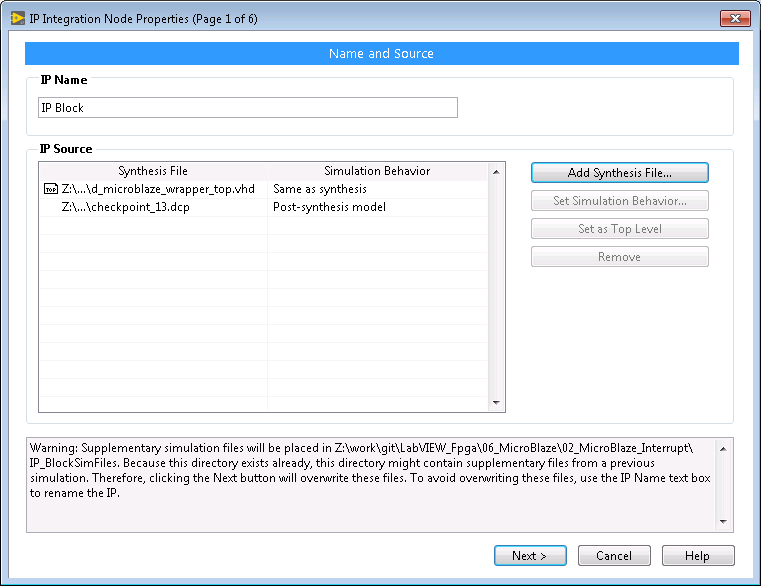 IP Integration Node Properties (Page 1 of 6)
Name and Source
IP Name
IP Block
IP Source
Synthesis File Simulation Behavior
TOP Z:\...\d_microblaze_wrapper_top.vhd Same as synthesis
Z:\...\checkpoint_13.dcp Post-synthesis model
Add Synthesis File...
Set Simulation Behavior...
Set as Top Level
Remove
Warning: Supplementary simulation files will be placed in Z:\work\git\LabVIEW_Fpga\06_MicroBlaze\02_MicroBlaze_Interrupt\
IP_BlockSimFiles. Because this directory exists already, this directory might contain supplementary files from a previous
simulation. Therefore, clicking the Next button will overwrite these files. To avoid overwriting these files, use the IP Name text box
to rename the IP.
Next > Cancel Help